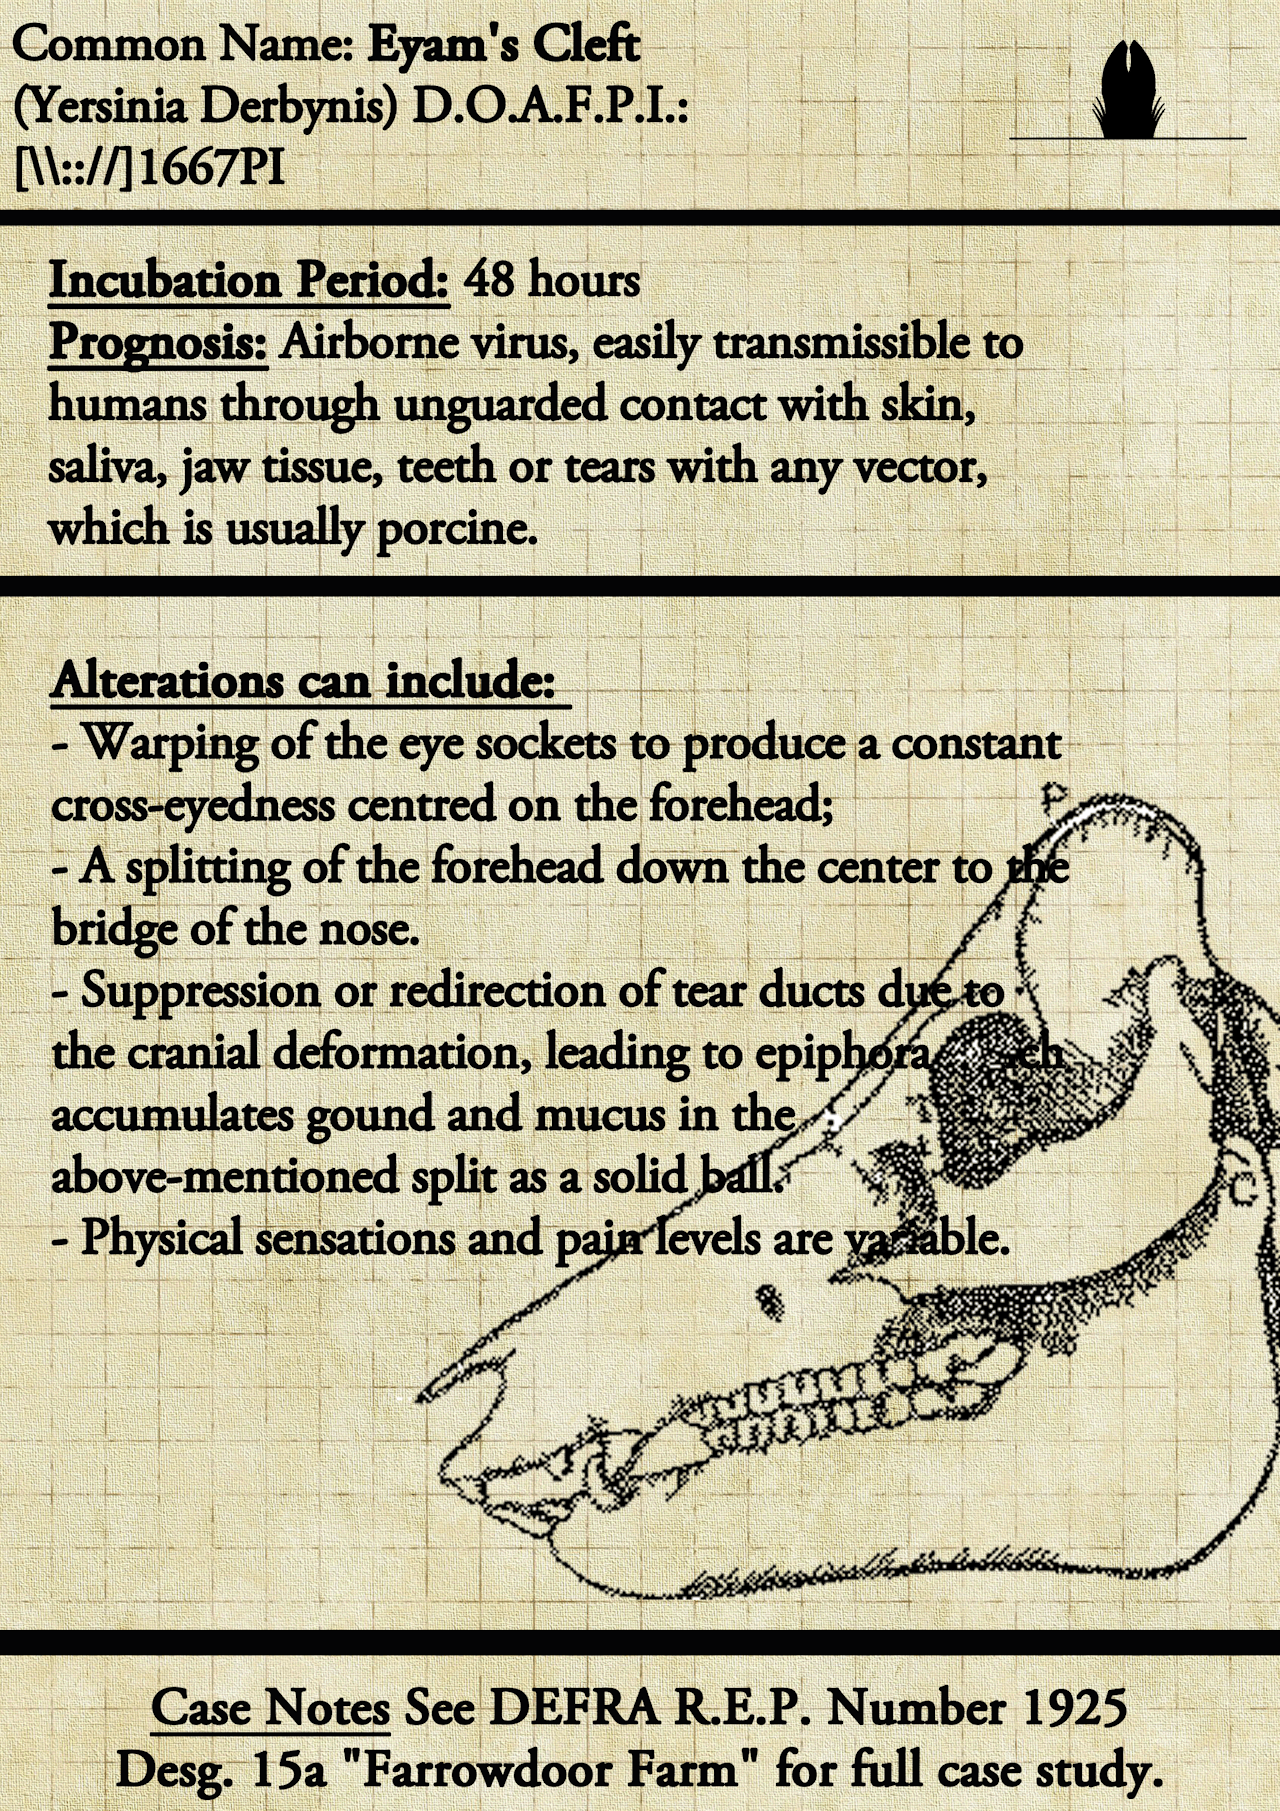 Common Name: Eyam's Cleft
(Yersinia Derbynis) D.O.A.F.P.I.:
[\\::://]1667PI
Incubation Period: 48 hours
Prognosis: Airborne virus, easily transmissible to
humans through unguarded contact with skin,
saliva, jaw tissue, teeth or tears with any vector,
which is usually porcine.
Alterations can include:
- Warping of the eye sockets to produce a constant
cross-eyedness centred on the forehead;
- A splitting of the forehead down the center to the
bridge of the nose.
- Suppression or redirection of tear ducts due to
the cranial deformation, leading to epiphora
accumulates gound and mucus in the
above-mentioned split as a solid ball.
- Physical sensations and pain levels are variable.
P
C
Case Notes See DEFRA R.E.P. Number 1925
Desg. 15a "Farrowdoor Farm" for full case study.